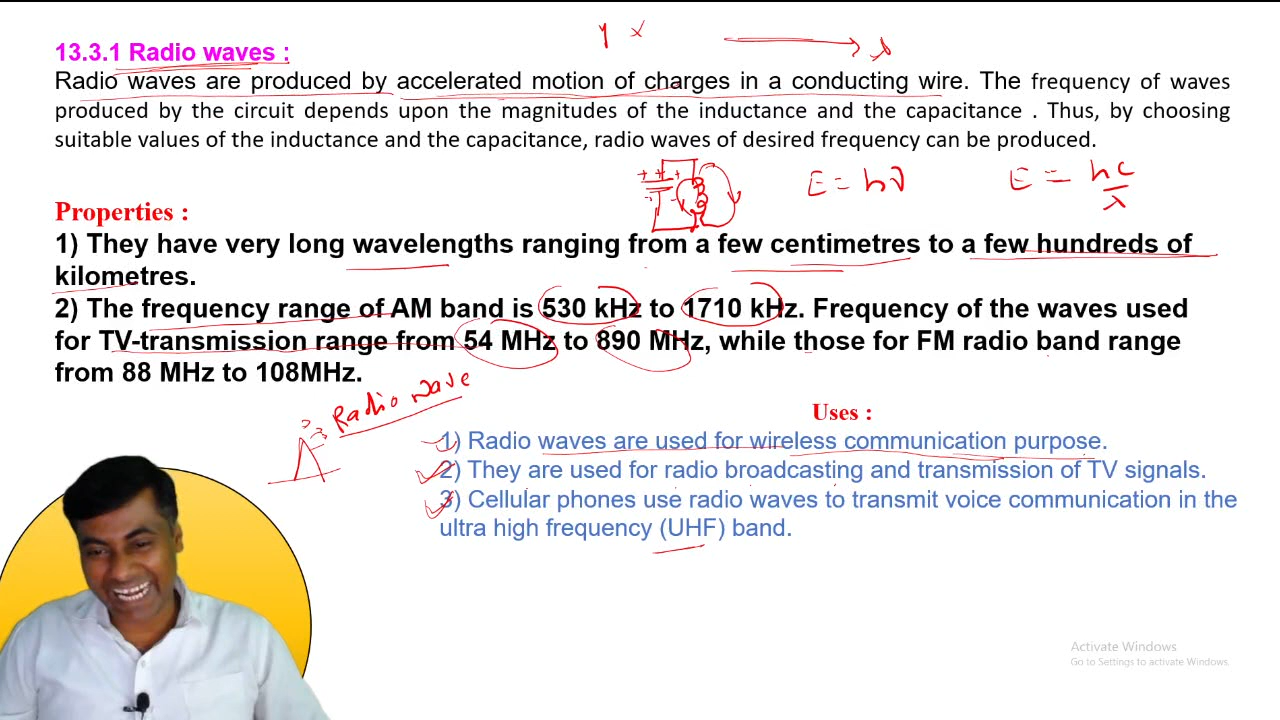 γ x → λ
13.3.1 Radio waves :
Radio waves are produced by accelerated motion of charges in a conducting wire. The frequency of waves
produced by the circuit depends upon the magnitudes of the inductance and the capacitance . Thus, by choosing
suitable values of the inductance and the capacitance, radio waves of desired frequency can be produced.
+ + +
E = hν E = hc/λ
Properties :
1) They have very long wavelengths ranging from a few centimetres to a few hundreds of
kilometres.
2) The frequency range of AM band is 530 kHz to 1710 kHz. Frequency of the waves used
for TV-transmission range from 54 MHz to 890 MHz, while those for FM radio band range
from 88 MHz to 108MHz.
Radio wave
Uses :
1) Radio waves are used for wireless communication purpose.
2) They are used for radio broadcasting and transmission of TV signals.
3) Cellular phones use radio waves to transmit voice communication in the
ultra high frequency (UHF) band.
Activate Windows
Go to Settings to activate Windows.